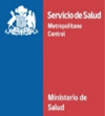 Servicio de Salud
Metropolitano
Central
Ministerio de
Salud